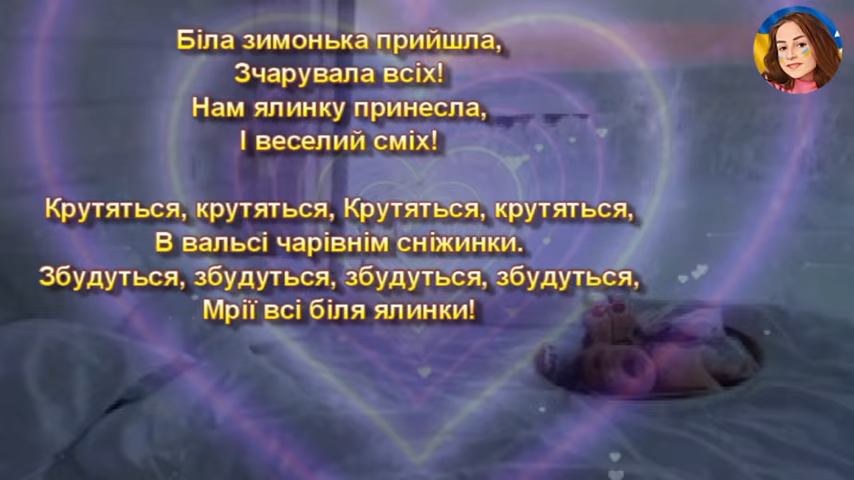 Біла зимонька прийшла,
Зчарувала всіх!
Нам ялинку принесла,
І веселий сміх!
Крутяться, крутяться, Крутяться, крутяться,
В вальсі чарівнім сніжинки.
Збудуться, збудуться, збудуться, збудуться,
Мрії всі біля ялинки!